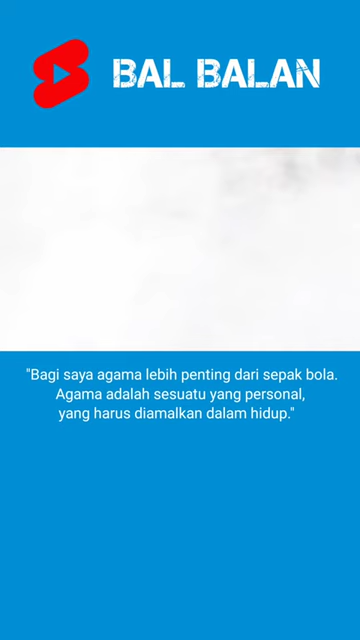 BAL BALAN
"Bagi saya agama lebih penting dari sepak bola.
Agama adalah sesuatu yang personal,
yang harus diamalkan dalam hidup."